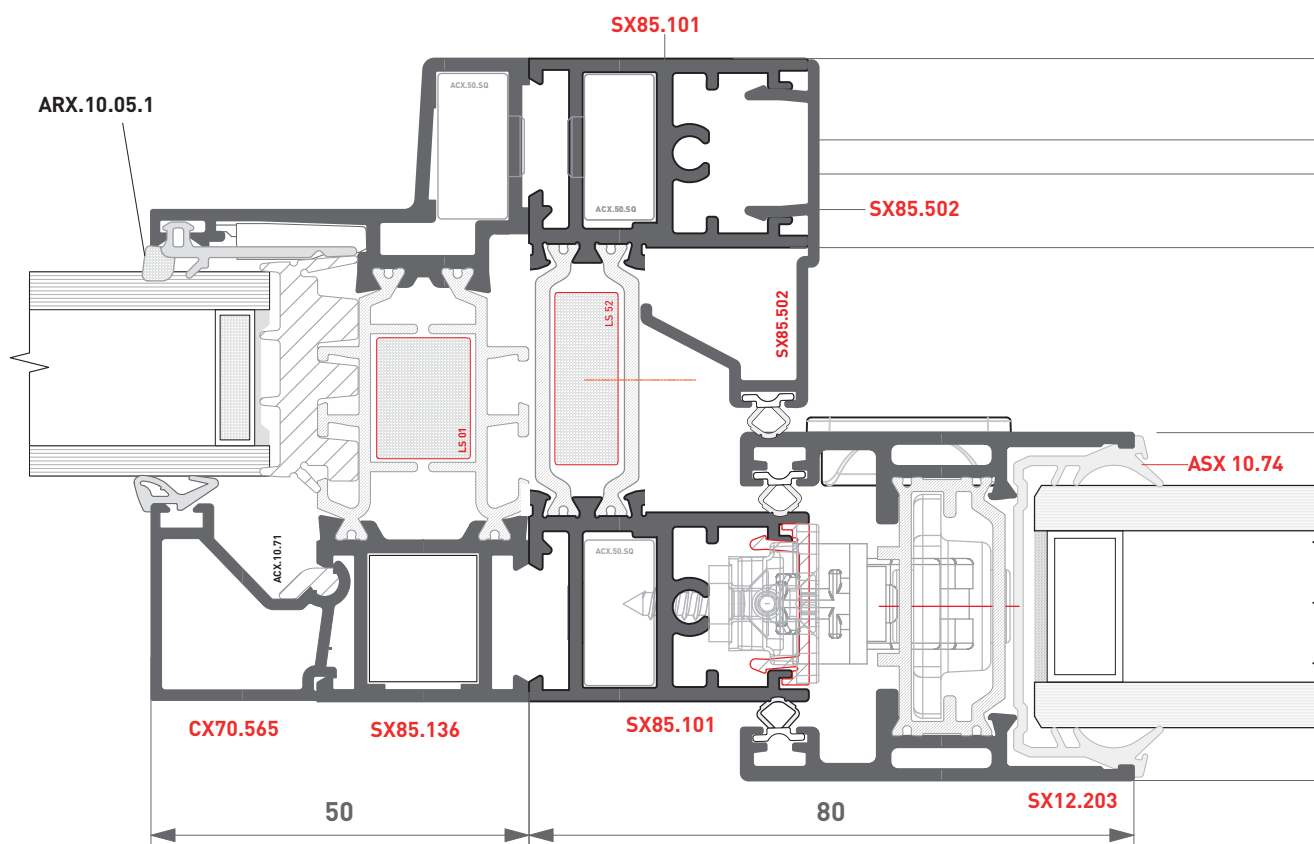 SX85.101
ACX.50.SQ
ARX.10.05.1
ACX.50.SQ
SX85.502
LS 52
SX85.502
LS 01
ASX 10.74
ACX.10.71
ACX.50.SQ
CX70.565
SX85.136
SX85.101
SX12.203
50
80